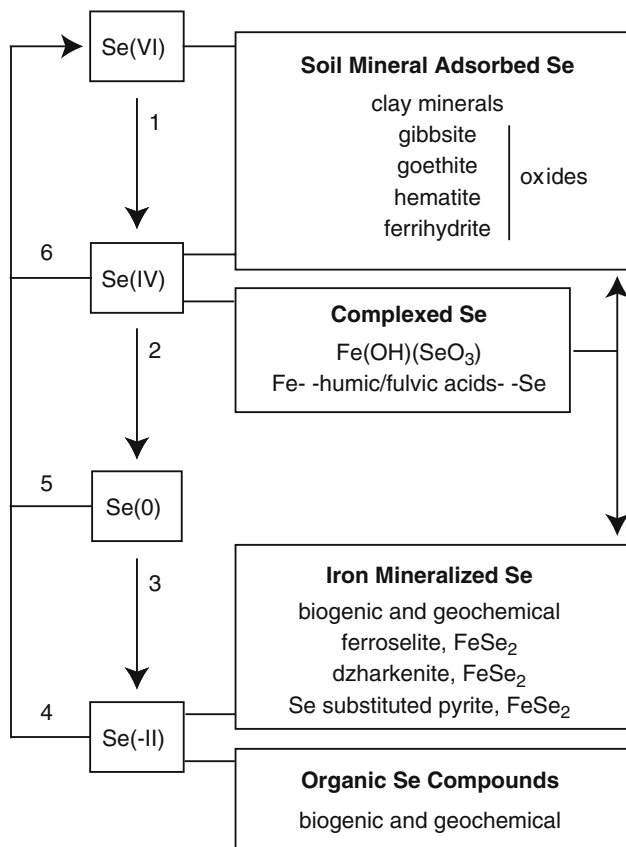 Se(VI)
Soil Mineral Adsorbed Se
clay minerals
gibbsite
goethite
hematite
ferrihydrite
oxides
1
6
Se(IV)
Complexed Se
Fe(OH)(SeO₃)
Fe- -humic/fulvic acids- -Se
2
5
Se(0)
3
Iron Mineralized Se
biogenic and geochemical
ferroselite, FeSe₂
dzharkenite, FeSe₂
Se substituted pyrite, FeSe₂
4
Se(-II)
Organic Se Compounds
biogenic and geochemical